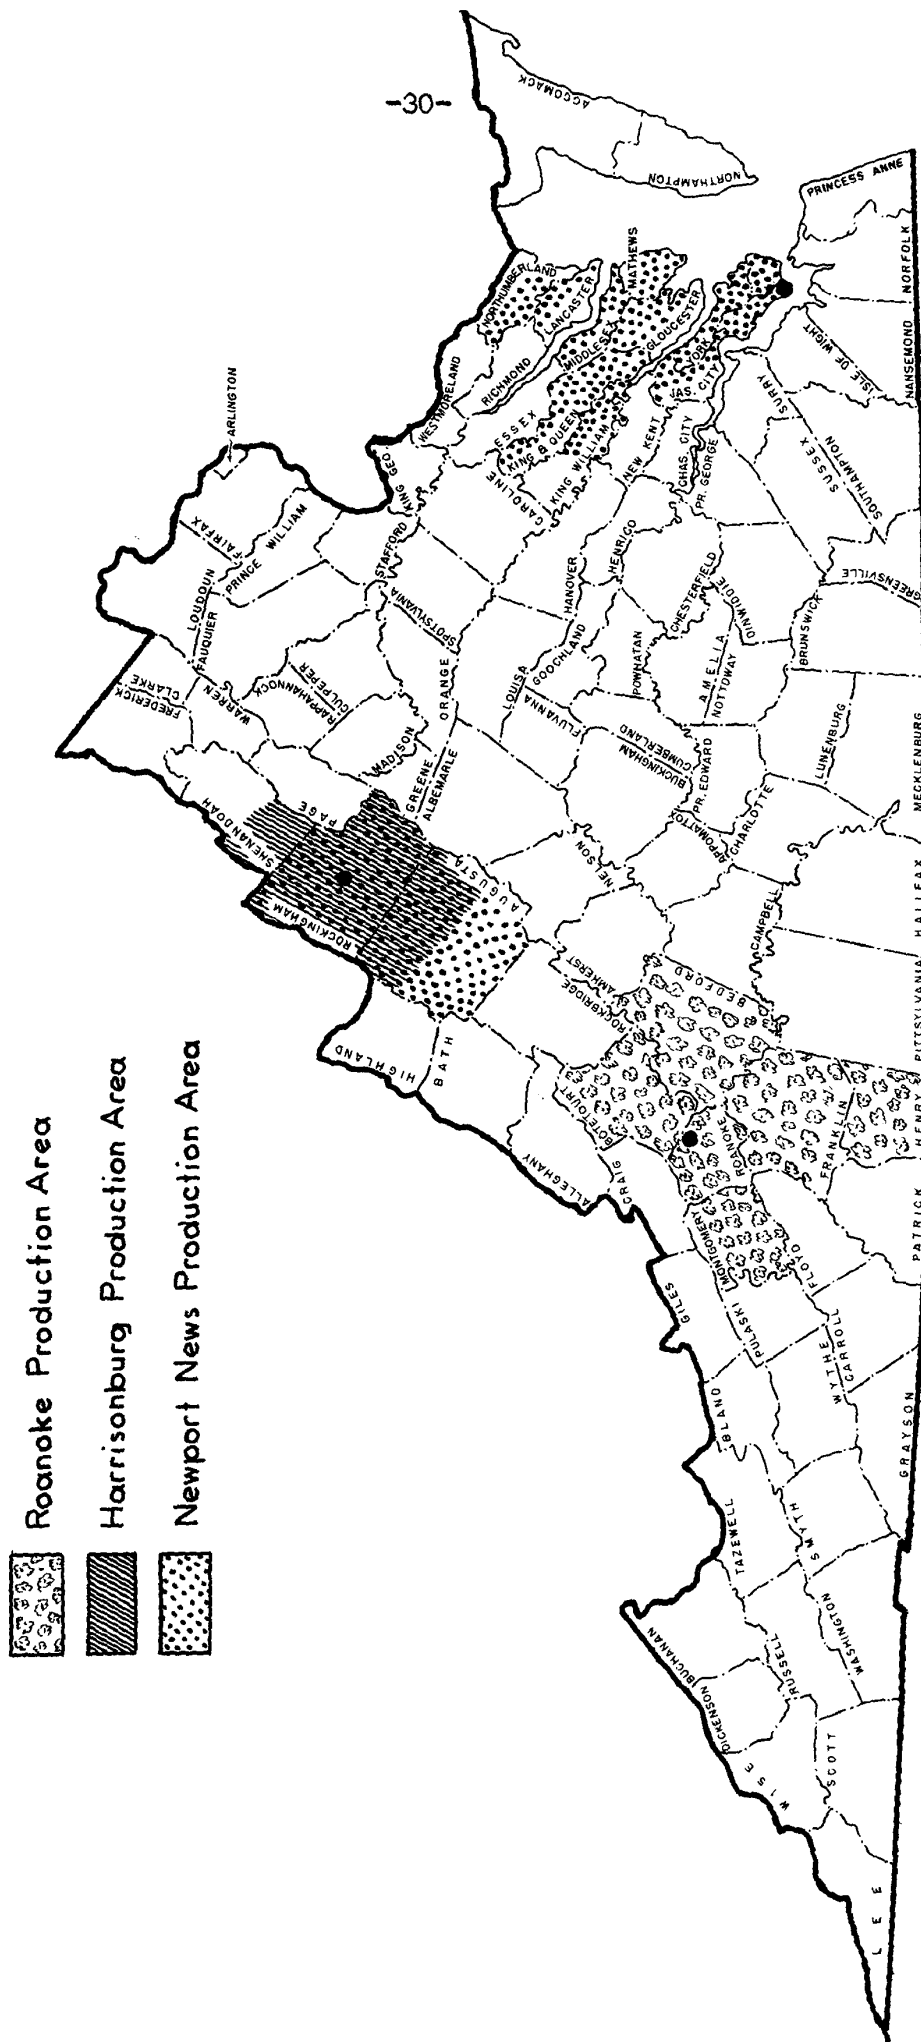 Roanoke Production Area
Harrisonburg Production Area
Newport News Production Area
-30-
ACCOMACK
NORTHAMPTON
PRINCESS ANNE
NORFOLK
NANSEMOND
ISLE DE WIGHT
SOUTHAMPTON
SUSSEX
SURRY
NORTHUMBERLAND
LANCASTER
RICHMOND
WESTMORELAND
MATHEWS
MIDDLESEX
GLOUCESTER
ESSEX
KING & QUEEN
KING WILLIAM
CAROLINE
YORK
JAS. CITY
NEW KENT
CHAS. CITY
PR. GEORGE
ARLINGTON
FAIRFAX
PRINCE WILLIAM
LOUDOUN
FAUQUIER
STAFFORD
KING GEO
SPOTSYLVANIA
HANOVER
HENRICO
CHESTERFIELD
DINWIDDIE
BRUNSWICK
CLARKE
FREDERICK
WARREN
RAPPAHANNOCK
CULPEPER
MADISON
ORANGE
GREENE
ALBEMARLE
LOUISA
FLUVANNA
GOOCHLAND
POWHATAN
AMELIA
NOTTOWAY
CUMBERLAND
BUCKINGHAM
PR. EDWARD
LUNENBURG
MECKLENBURG
CHARLOTTE
APPOMATTOX
NELSON
CAMPBELL
HALIFAX
PITTSYLVANIA
SHENANDOAH
PAGE
ROCKINGHAM
AUGUSTA
HIGHLAND
BATH
ROCKBRIDGE
AMHERST
BEDFORD
BOTETOURT
ALLEGHANY
CRAIG
ROANOKE
FRANKLIN
PATRICK
MONTGOMERY
FLOYD
GILES
PULASKI
WYTHE
CARROLL
GRAYSON
BLAND
TAZEWELL
SMYTH
WASHINGTON
RUSSELL
BUCHANAN
DICKENSON
WISE
SCOTT
LEE